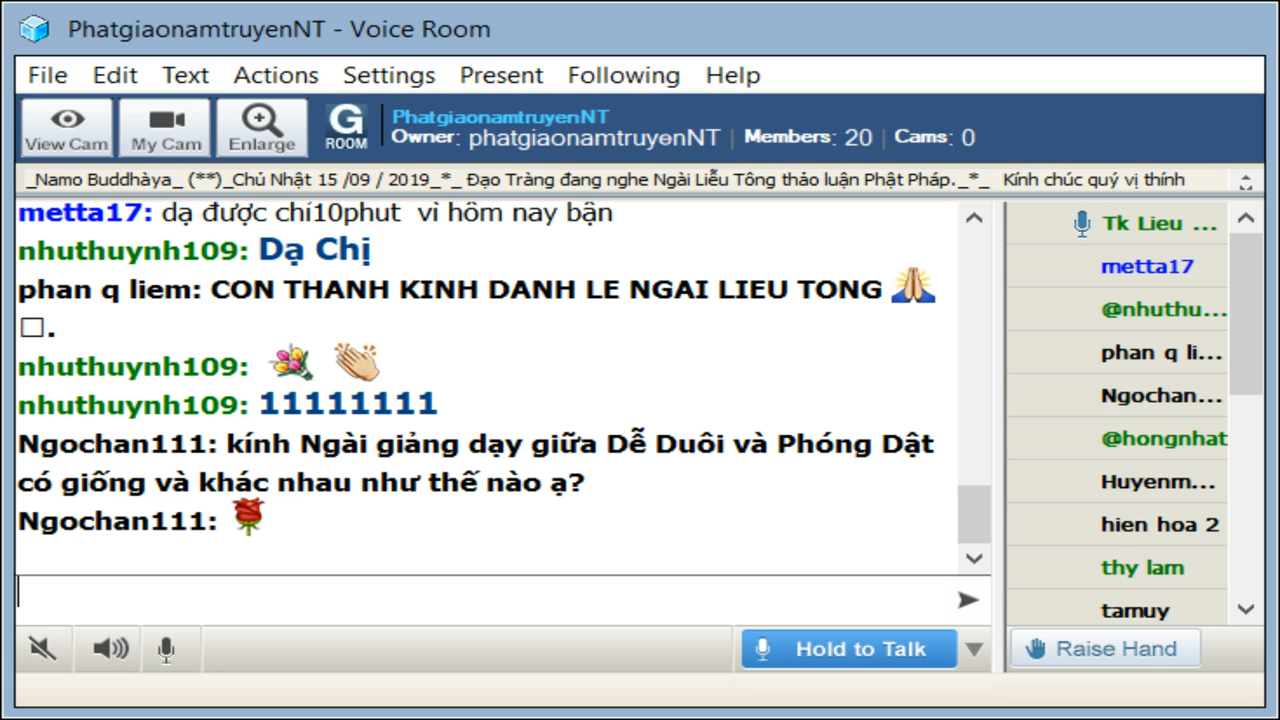 PhatgiaonamtruyenNT - Voice Room
File Edit Text Actions Settings Present Following Help
View Cam My Cam Enlarge G ROOM
PhatgiaonamtruyenNT
Owner: phatgiaonamtruyenNT | Members: 20 | Cams: 0
_Namo Buddhàya_ (**)_Chủ Nhật 15 /09 / 2019_*_ Đạo Tràng đang nghe Ngài Liễu Tông thảo luận Phật Pháp._*_ Kính chúc quý vị thính
metta17: dạ được chí10phut vì hôm nay bận
nhuthuynh109: Dạ Chị
phan q liem: CON THANH KINH DANH LE NGAI LIEU TONG 🙏
□.
nhuthuynh109: 💐 👏
nhuthuynh109: 11111111
Ngochan111: kính Ngài giảng dạy giữa Dễ Duôi và Phóng Dật
có giống và khác nhau như thế nào ạ?
Ngochan111: 🌹
Tk Lieu ...
metta17
@nhuthu...
phan q li...
Ngochan...
@hongnhat
Huyenm...
hien hoa 2
thy lam
tamuy
Hold to Talk
Raise Hand